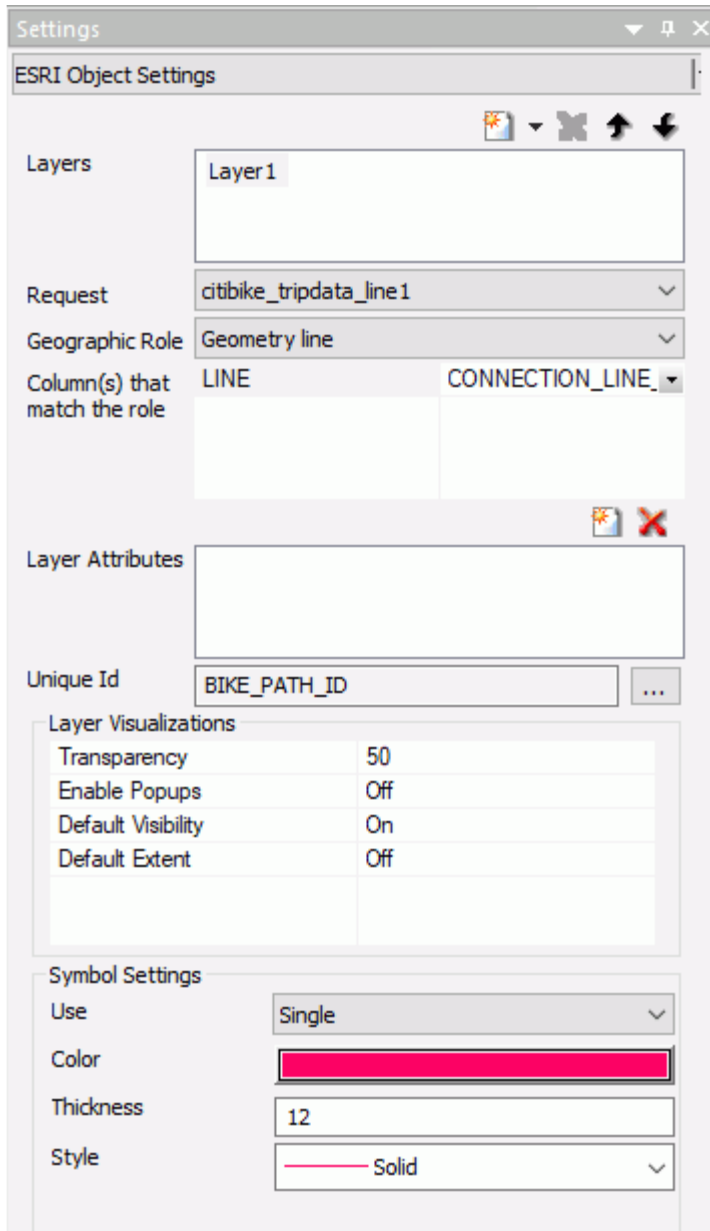 Settings
ESRI Object Settings
Layers
Layer1
Request
citibike_tripdata_line1
Geographic Role
Geometry line
Column(s) that
match the role
LINE
CONNECTION_LINE_
Layer Attributes
Unique Id
BIKE_PATH_ID
...
Layer Visualizations
Transparency 50
Enable Popups Off
Default Visibility On
Default Extent Off
Symbol Settings
Use
Single
Color
Thickness
12
Style
Solid